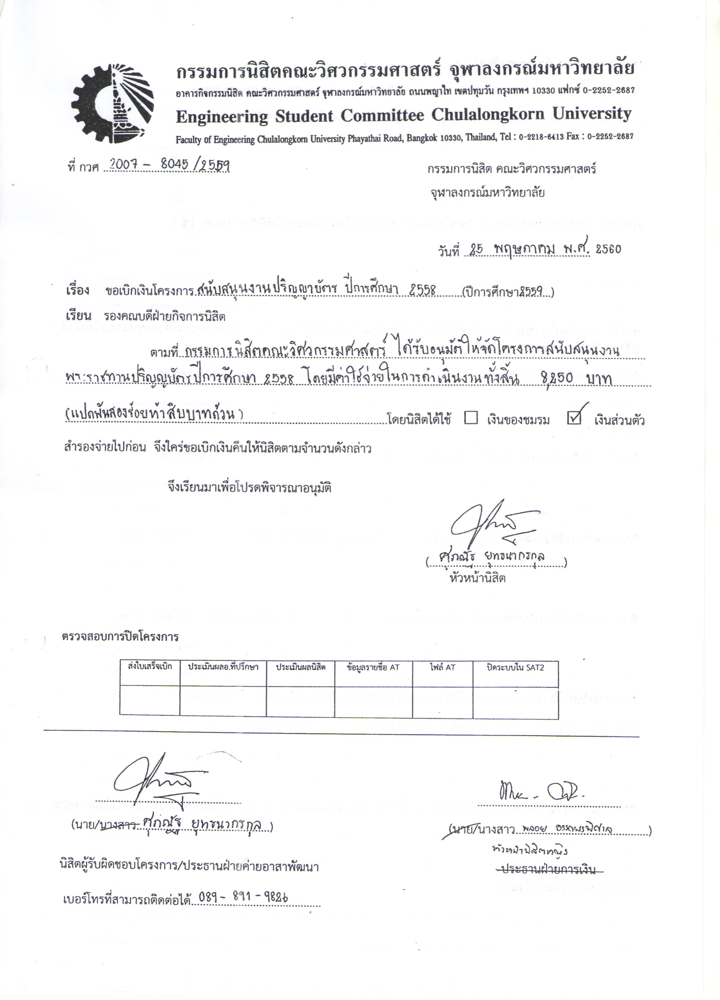 กรรมการนิสิตคณะวิศวกรรมศาสตร์ จุฬาลงกรณ์มหาวิทยาลัย
อาคารกิจกรรมนิสิต คณะวิศวกรรมศาสตร์ จุฬาลงกรณ์มหาวิทยาลัย ถนนพญาไท เขตปทุมวัน กรุงเทพฯ 10330 แฟกซ์ 0-2252-2687
Engineering Student Committee Chulalongkorn University
Faculty of Engineering Chulalongkorn University Phayathai Road, Bangkok 10330, Thailand, Tel : 0-2218-6413 Fax : 0-2252-2687
ที่ กวศ 2007 - 8045 /2559
กรรมการนิสิต คณะวิศวกรรมศาสตร์
จุฬาลงกรณ์มหาวิทยาลัย
วันที่ 25 พฤษภาคม พ.ศ. 2560
เรื่อง ขอเบิกเงินโครงการ สนับสนุนงานปริญญาบัตร ปีการศึกษา 2558 (ปีการศึกษา 2559)
เรียน รองคณบดีฝ่ายกิจการนิสิต
ตามที่ กรรมการนิสิตคณะวิศวกรรมศาสตร์ ได้รับอนุมัติให้จัดโครงการสนับสนุนงาน
พระราชทานปริญญบัตรปีการศึกษา 2558 โดยมีค่าใช้จ่ายในการดำเนินงานทั้งสิ้น 8,250 บาท
(แปดพันสองร้อยห้าสิบบาทถ้วน) โดยนิสิตได้ใช้ ☐ เงินของชมรม ☑ เงินส่วนตัว
สำรองจ่ายไปก่อน จึงใคร่ขอเบิกเงินคืนให้นิสิตตามจำนวนดังกล่าว
จึงเรียนมาเพื่อโปรดพิจารณาอนุมัติ
(ศุภณัฐ ยุทธนากรกุล)
หัวหน้านิสิต
ตรวจสอบการปิดโครงการ
ส่งใบเสร็จเบิก ประเมินผลอ.ที่ปรึกษา ประเมินผลนิสิต ข้อมูลรายชื่อ AT ไฟล์ AT ปิดระบบใน SAT2
(นาย/นางสาว ศุภณัฐ ยุทธนากรกุล) (นาย/นางสาว พลอย อรรถพรพิศาล)
หัวหน้านิสิตหญิง
นิสิตผู้รับผิดชอบโครงการ/ประธานฝ่ายค่ายอาสาพัฒนา ประธานฝ่ายการเงิน
เบอร์โทรที่สามารถติดต่อได้ 089 - 891 - 9826